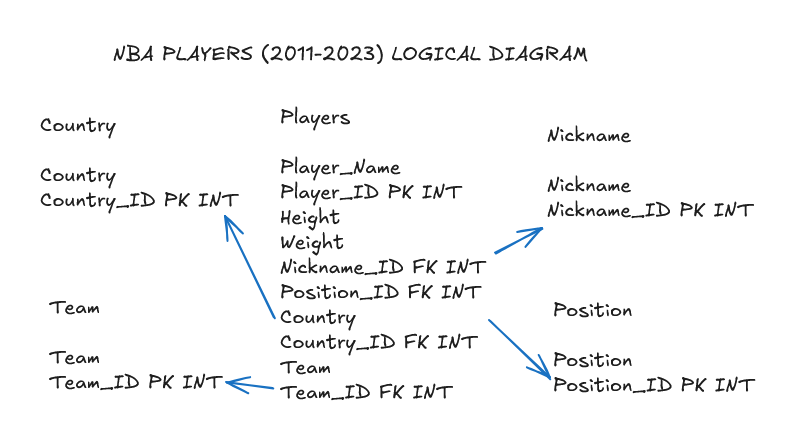 NBA PLAYERS (2011-2023) LOGICAL DIAGRAM
Country
Country
Country_ID PK INT
Players
Player_Name
Player_ID PK INT
Height
Weight
Nickname_ID FK INT
Position_ID FK INT
Country
Country_ID FK INT
Team
Team_ID FK INT
Nickname
Nickname
Nickname_ID PK INT
Team
Team
Team_ID PK INT
Position
Position
Position_ID PK INT